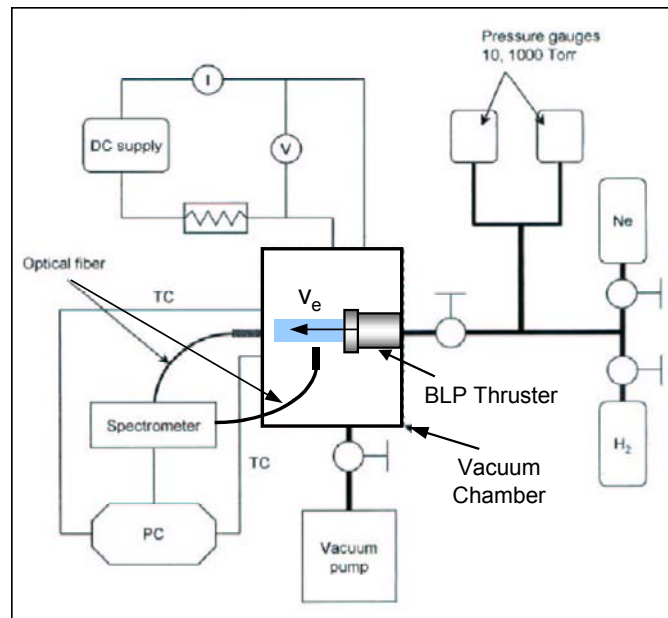 Pressure gauges
10, 1000 Torr
I
DC supply
V
Ne
Optical fiber
TC
Ve
BLP Thruster
Spectrometer
H2
TC
Vacuum
Chamber
PC
Vacuum
pump